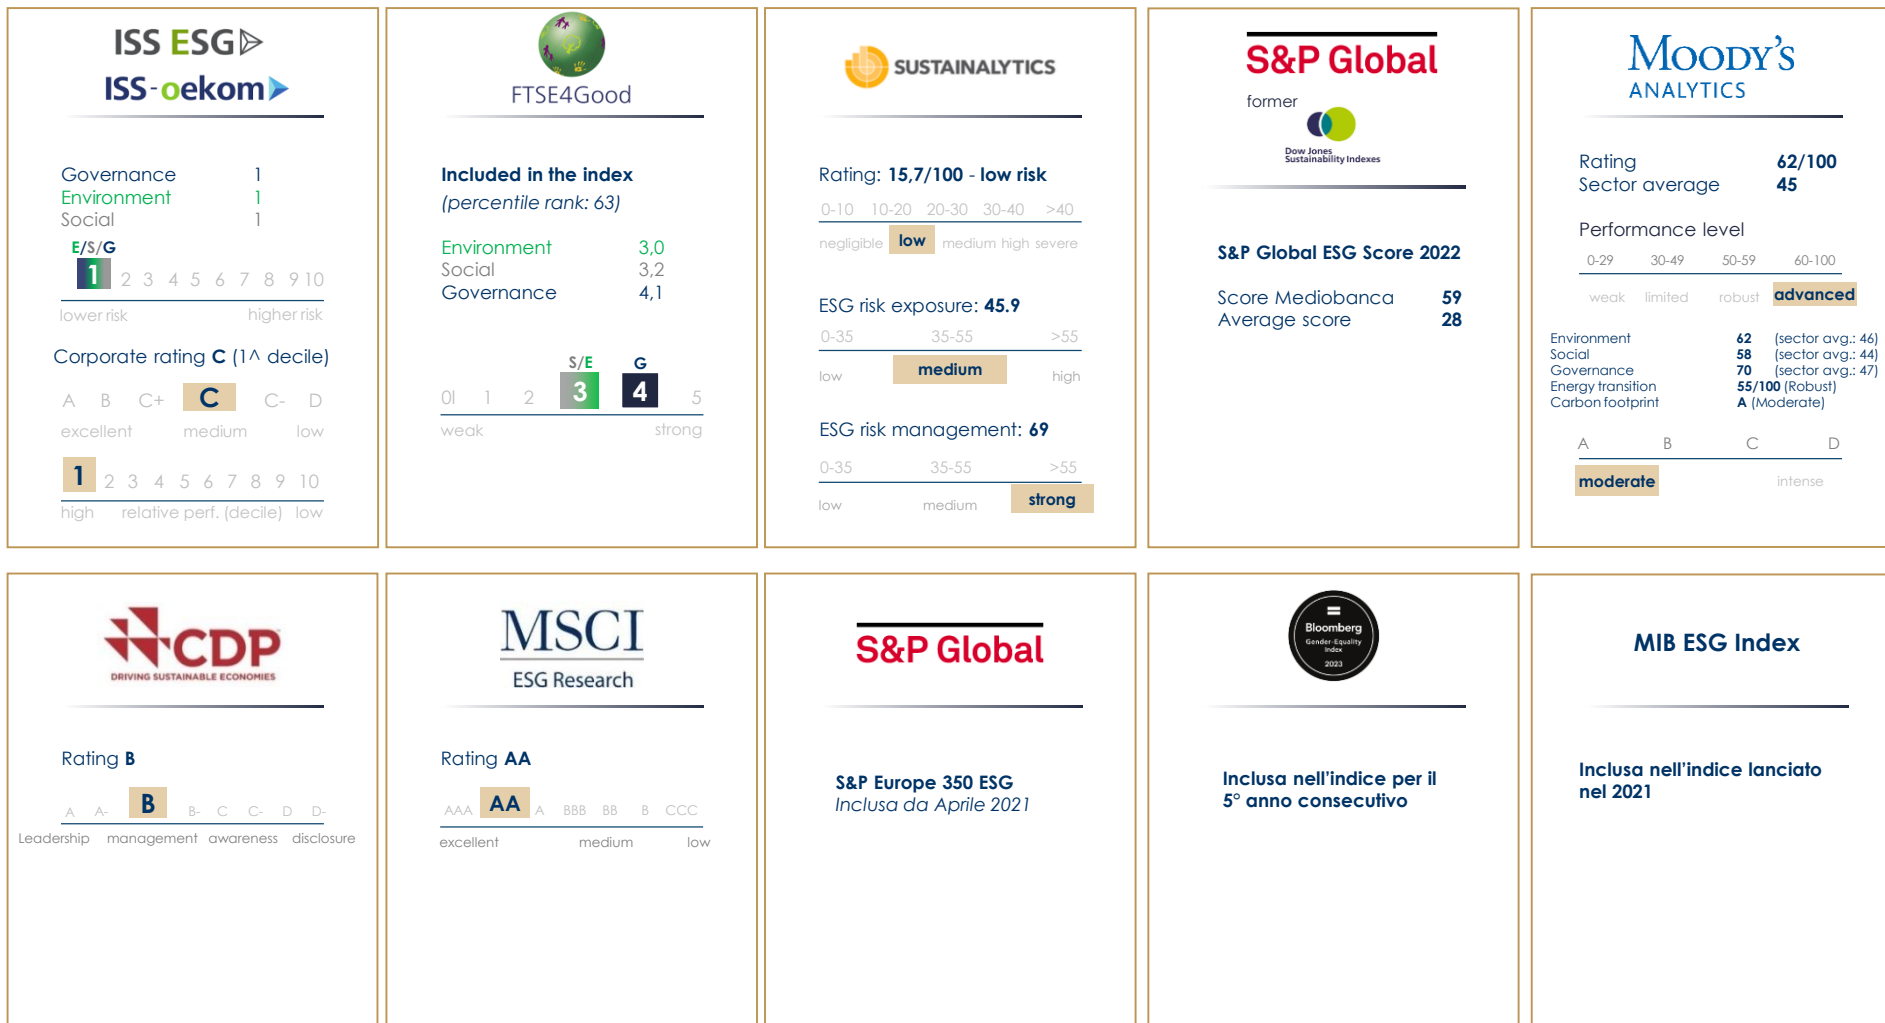 ISS ESG
ISS-oekom
Governance 1
Environment 1
Social 1
E/S/G
1 2 3 4 5 6 7 8 9 10
lower risk higher risk
Corporate rating C (1^ decile)
A B C+ C C- D
excellent medium low
1 2 3 4 5 6 7 8 9 10
high relative perf. (decile) low
FTSE4Good
Included in the index
(percentile rank: 63)
Environment 3,0
Social 3,2
Governance 4,1
S/E G
0l 1 2 3 4 5
weak strong
SUSTAINALYTICS
Rating: 15,7/100 - low risk
0-10 10-20 20-30 30-40 >40
negligible low medium high severe
ESG risk exposure: 45.9
0-35 35-55 >55
low medium high
ESG risk management: 69
0-35 35-55 >55
low medium strong
S&P Global
former
Dow Jones
Sustainability Indexes
S&P Global ESG Score 2022
Score Mediobanca 59
Average score 28
MOODY'S
ANALYTICS
Rating 62/100
Sector average 45
Performance level
0-29 30-49 50-59 60-100
weak limited robust advanced
Environment 62 (sector avg.: 46)
Social 58 (sector avg.: 44)
Governance 70 (sector avg.: 47)
Energy transition 55/100 (Robust)
Carbon footprint A (Moderate)
A B C D
moderate intense
CDP
DRIVING SUSTAINABLE ECONOMIES
Rating B
A A- B B- C C- D D-
Leadership management awareness disclosure
MSCI
ESG Research
Rating AA
AAA AA A BBB BB B CCC
excellent medium low
S&P Global
S&P Europe 350 ESG
Inclusa da Aprile 2021
Bloomberg
Gender-Equality
Index
2023
Inclusa nell'indice per il
5° anno consecutivo
MIB ESG Index
Inclusa nell'indice lanciato
nel 2021